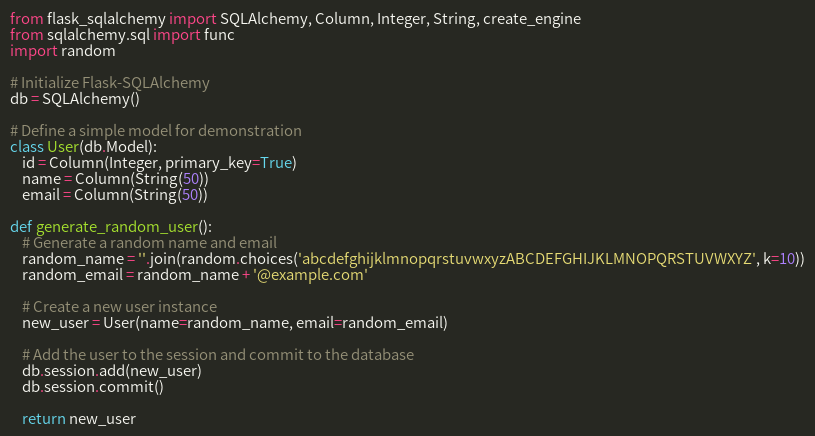 from flask_sqlalchemy import SQLAlchemy, Column, Integer, String, create_engine
from sqlalchemy.sql import func
import random

# Initialize Flask-SQLAlchemy
db = SQLAlchemy()

# Define a simple model for demonstration
class User(db.Model):
    id = Column(Integer, primary_key=True)
    name = Column(String(50))
    email = Column(String(50))

def generate_random_user():
    # Generate a random name and email
    random_name = ''.join(random.choices('abcdefghijklmnopqrstuvwxyzABCDEFGHIJKLMNOPQRSTUVWXYZ', k=10))
    random_email = random_name + '@example.com'

    # Create a new user instance
    new_user = User(name=random_name, email=random_email)

    # Add the user to the session and commit to the database
    db.session.add(new_user)
    db.session.commit()

    return new_user